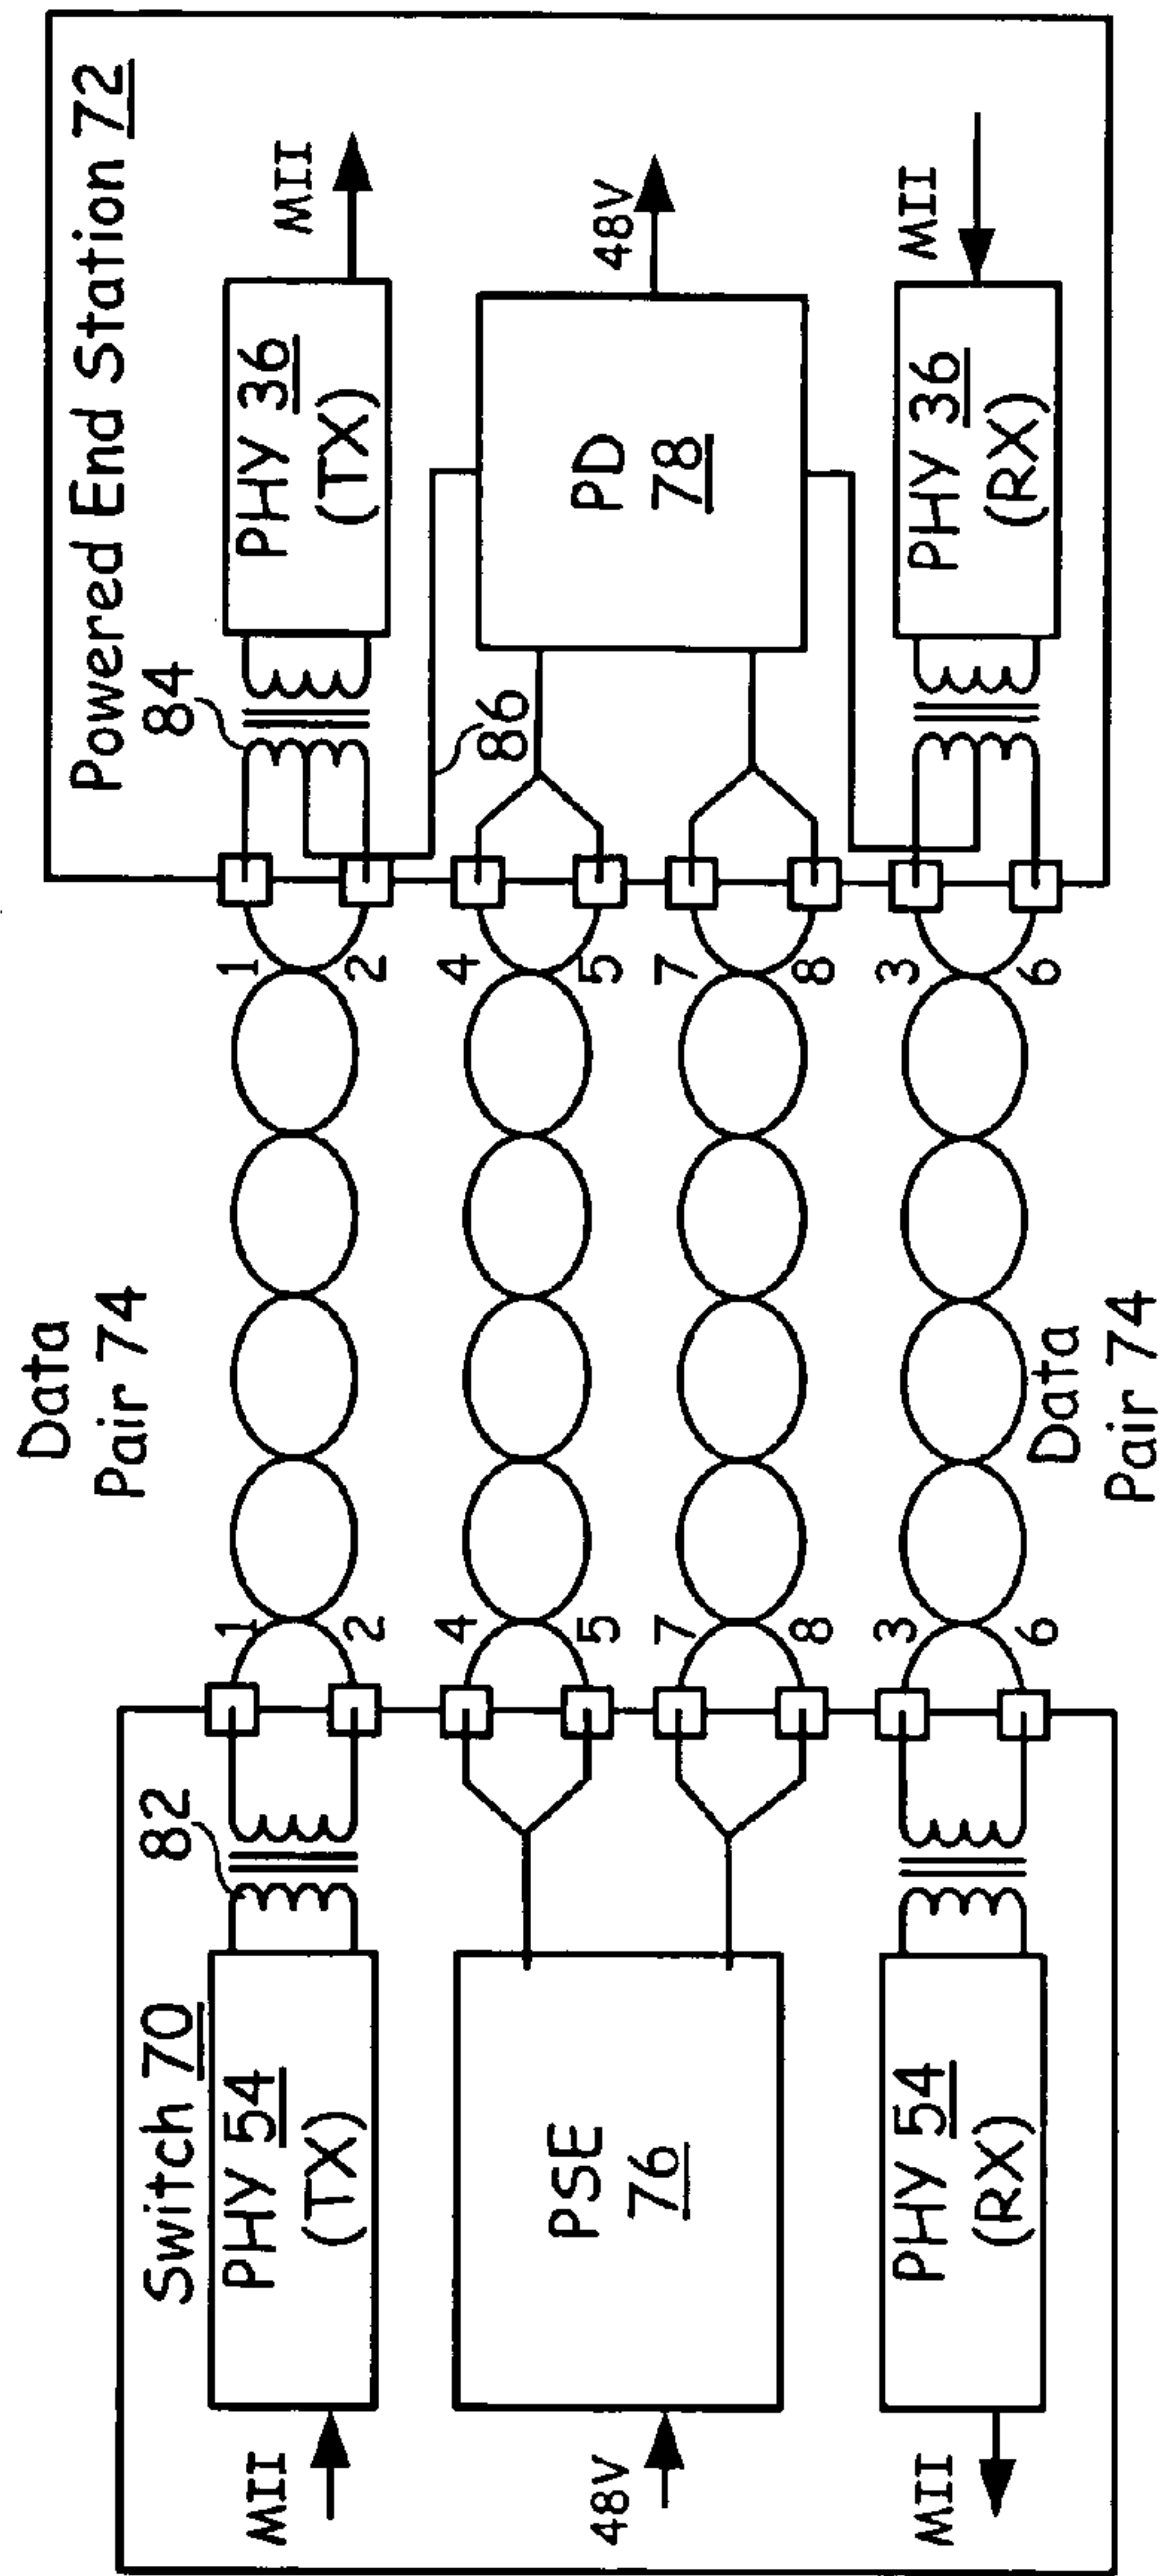 Data
Pair 74
Switch 70
82
MII
PHY 54
(TX)
48V
PSE
76
MII
PHY 54
(RX)
1
2
4
5
7
8
3
6
1
2
4
5
7
8
3
6
Powered End Station 72
84
PHY 36
(TX)
MII
86
PD
78
48V
PHY 36
(RX)
MII
Data
Pair 74